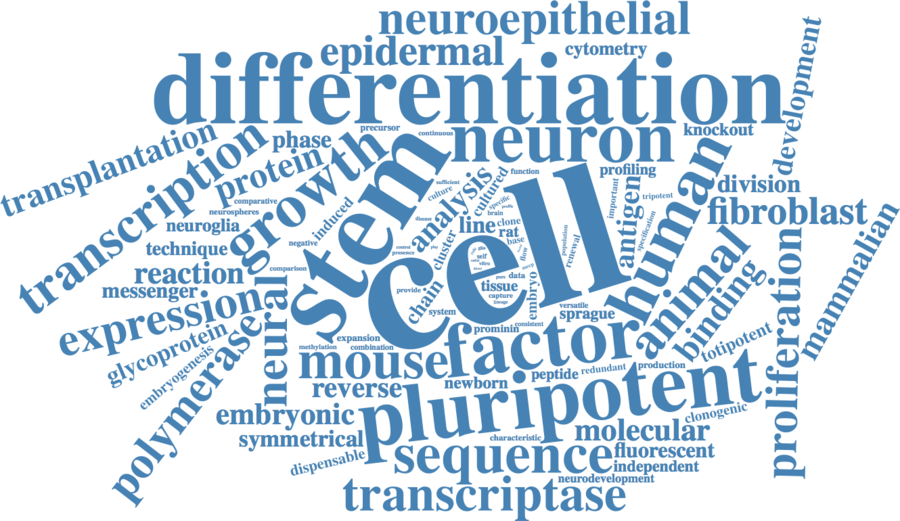 neuroepithelial
epidermal
cytometry
differentiation
development
transplantation
transcription
phase
precursor
continuous
neuron
knockout
protein
growth
stem
analysis
cultured
function
profiling
division
fibroblast
human
antigen
important
tripotent
specification
comparative
neurospheres
neuroglia
induced
technique
negative
reaction
comparison
messenger
expression
glycoprotein
embryogenesis
polymerase
neural
sufficient
culture
specific
brain
disease
line
clone
rat
base
cluster
control
presence
cell
self
flow
data
tissue
capture
lineage
embryo
population
renewal
provide
chain
system
versatile
sprague
prominin
consistent
expansion
combination
methylation
mouse
factor
animal
binding
mammalian
proliferation
totipotent
production
redundant
peptide
newborn
reverse
pluripotent
embryonic
symmetrical
clonogenic
molecular
characteristic
dispensable
sequence
fluorescent
independent
neurodevelopment
transcriptase